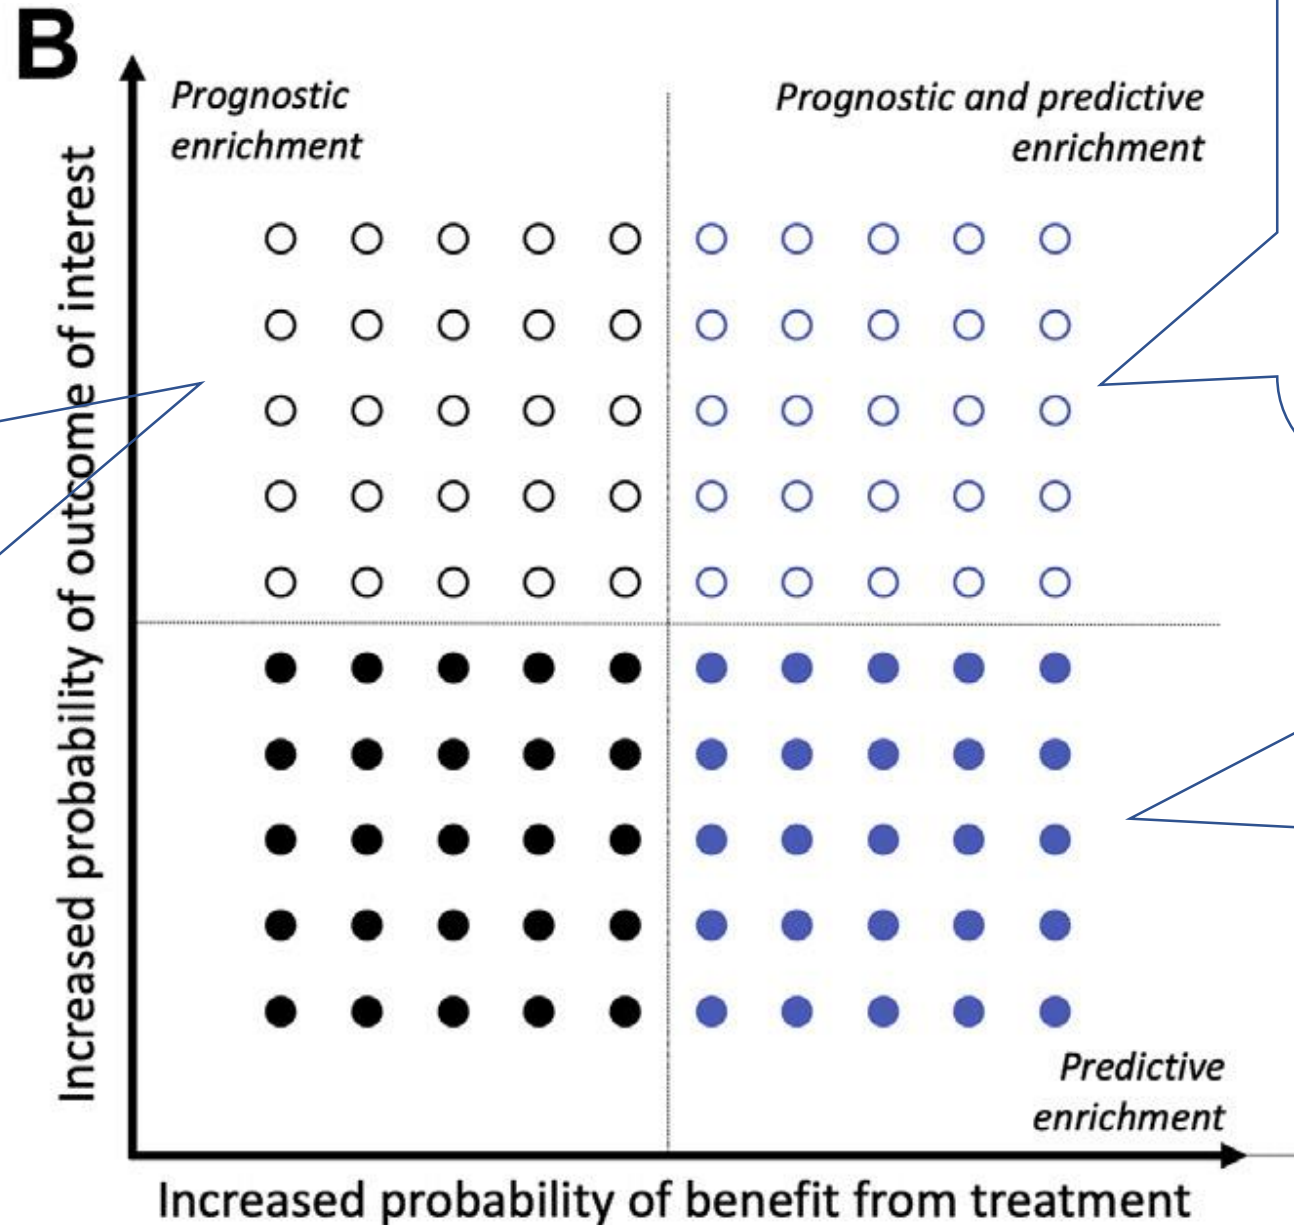 B
Prognostic
enrichment
Prognostic and predictive
enrichment
Increased probability of outcome of interest
Predictive
enrichment
Increased probability of benefit from treatment